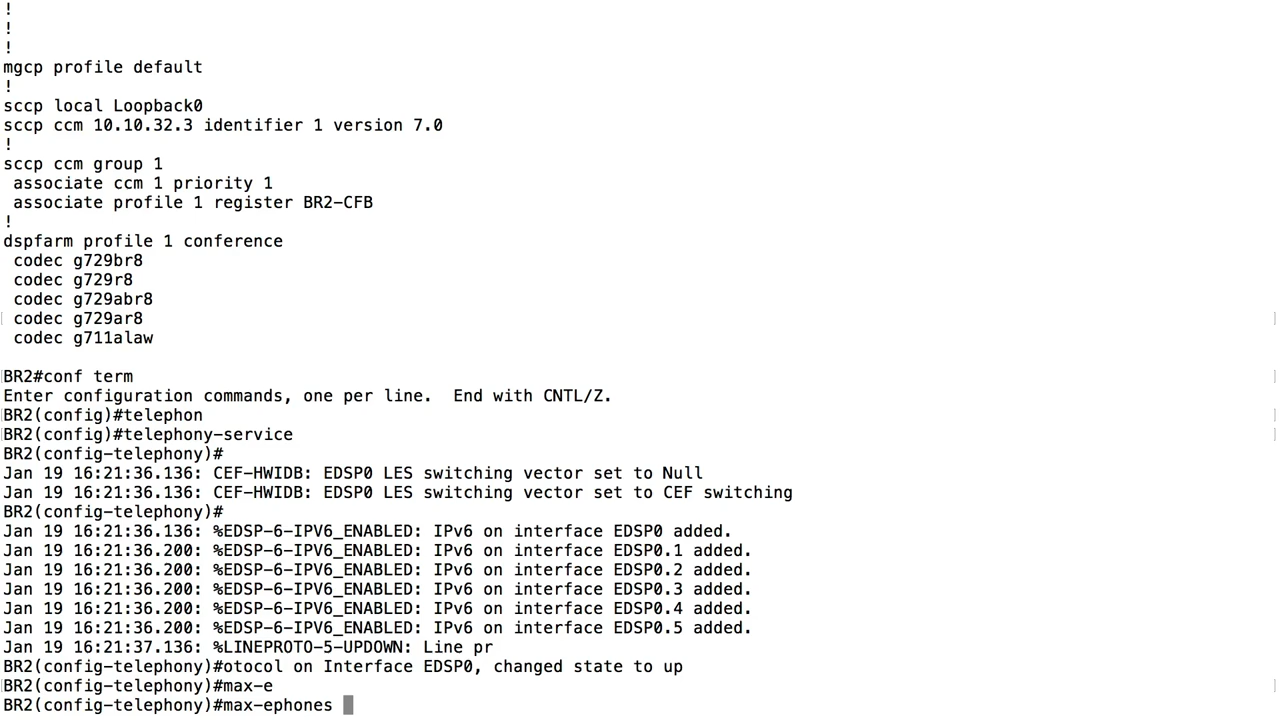 !
!
!
mgcp profile default
!
sccp local Loopback0
sccp ccm 10.10.32.3 identifier 1 version 7.0
!
sccp ccm group 1
 associate ccm 1 priority 1
 associate profile 1 register BR2-CFB
!
dspfarm profile 1 conference
 codec g729br8
 codec g729r8
 codec g729abr8
 codec g729ar8
 codec g711alaw

BR2#conf term
Enter configuration commands, one per line.  End with CNTL/Z.
BR2(config)#telephon
BR2(config)#telephony-service
BR2(config-telephony)#
Jan 19 16:21:36.136: CEF-HWIDB: EDSP0 LES switching vector set to Null
Jan 19 16:21:36.136: CEF-HWIDB: EDSP0 LES switching vector set to CEF switching
BR2(config-telephony)#
Jan 19 16:21:36.136: %EDSP-6-IPV6_ENABLED: IPv6 on interface EDSP0 added.
Jan 19 16:21:36.200: %EDSP-6-IPV6_ENABLED: IPv6 on interface EDSP0.1 added.
Jan 19 16:21:36.200: %EDSP-6-IPV6_ENABLED: IPv6 on interface EDSP0.2 added.
Jan 19 16:21:36.200: %EDSP-6-IPV6_ENABLED: IPv6 on interface EDSP0.3 added.
Jan 19 16:21:36.200: %EDSP-6-IPV6_ENABLED: IPv6 on interface EDSP0.4 added.
Jan 19 16:21:36.200: %EDSP-6-IPV6_ENABLED: IPv6 on interface EDSP0.5 added.
Jan 19 16:21:37.136: %LINEPROTO-5-UPDOWN: Line pr
BR2(config-telephony)#otocol on Interface EDSP0, changed state to up
BR2(config-telephony)#max-e
BR2(config-telephony)#max-ephones